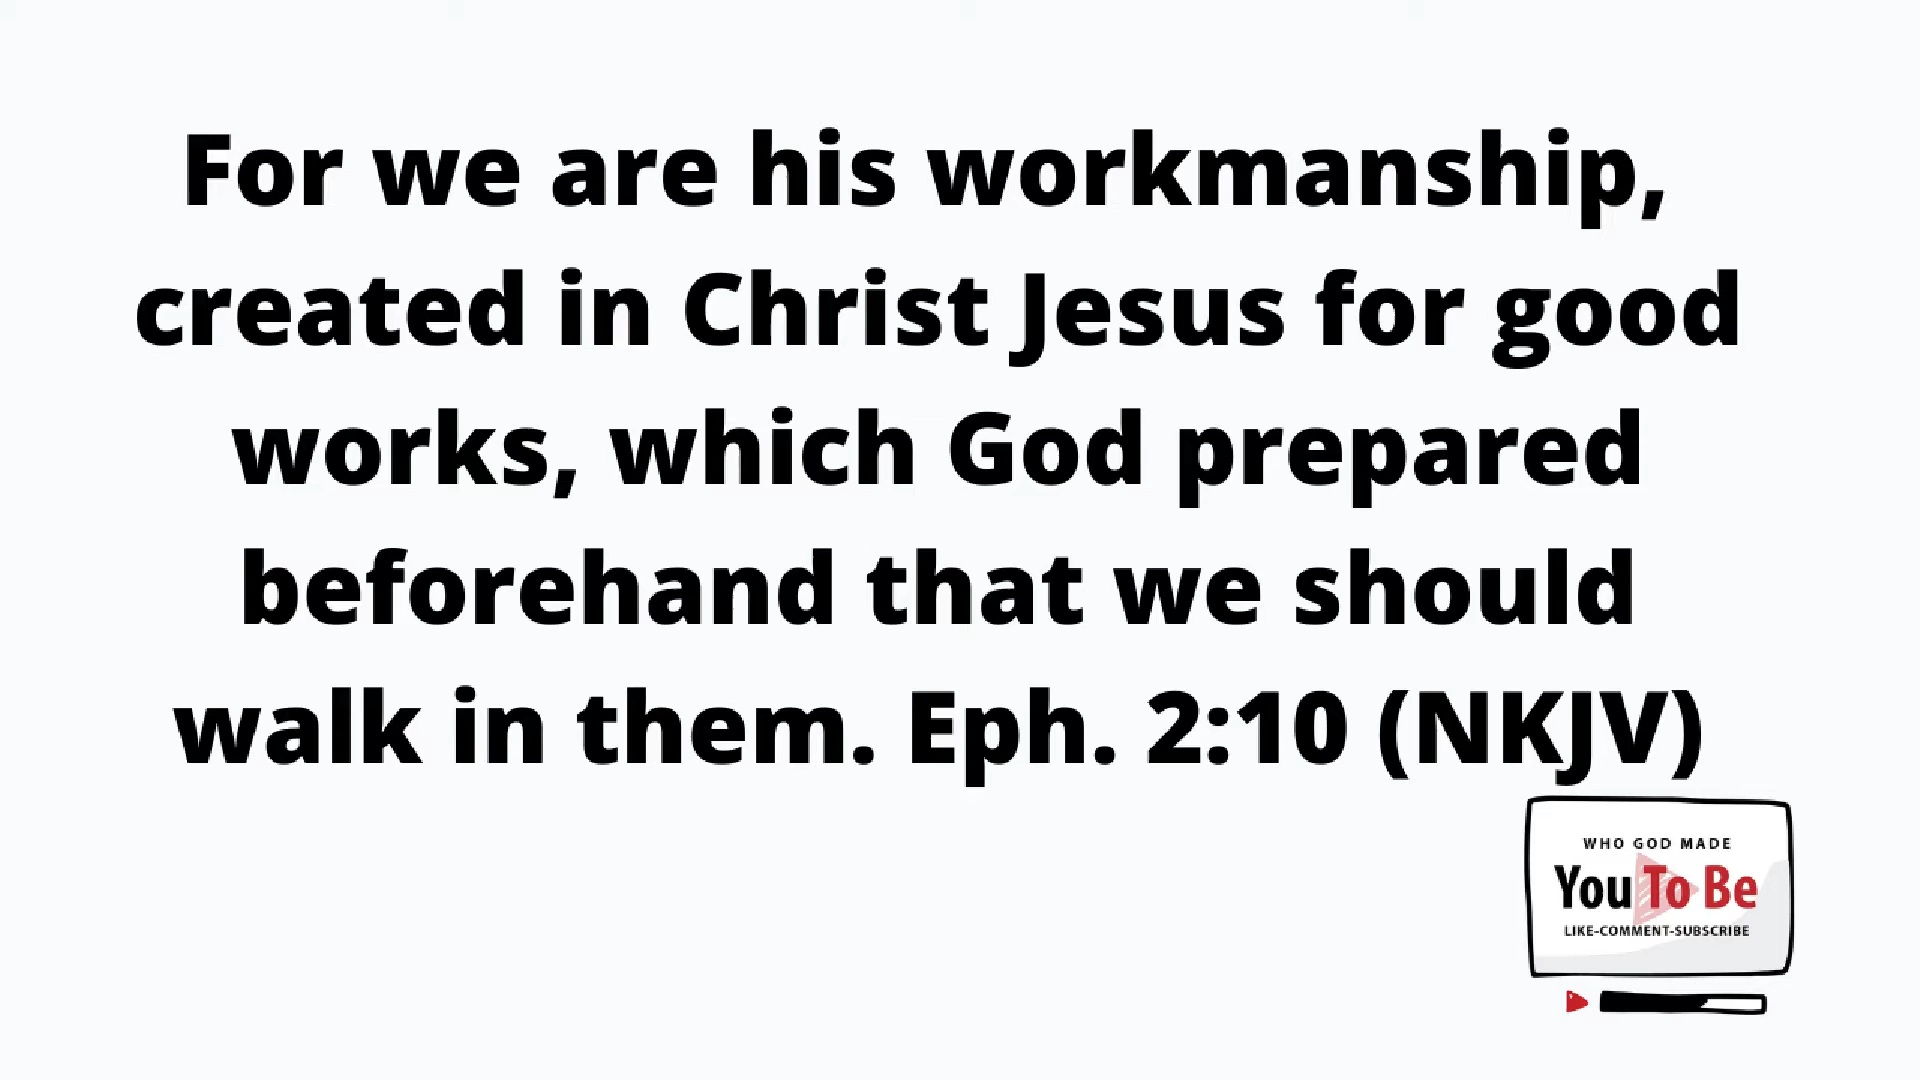 For we are his workmanship,
created in Christ Jesus for good
works, which God prepared
beforehand that we should
walk in them. Eph. 2:10 (NKJV)
WHO GOD MADE
You To Be
LIKE-COMMENT-SUBSCRIBE